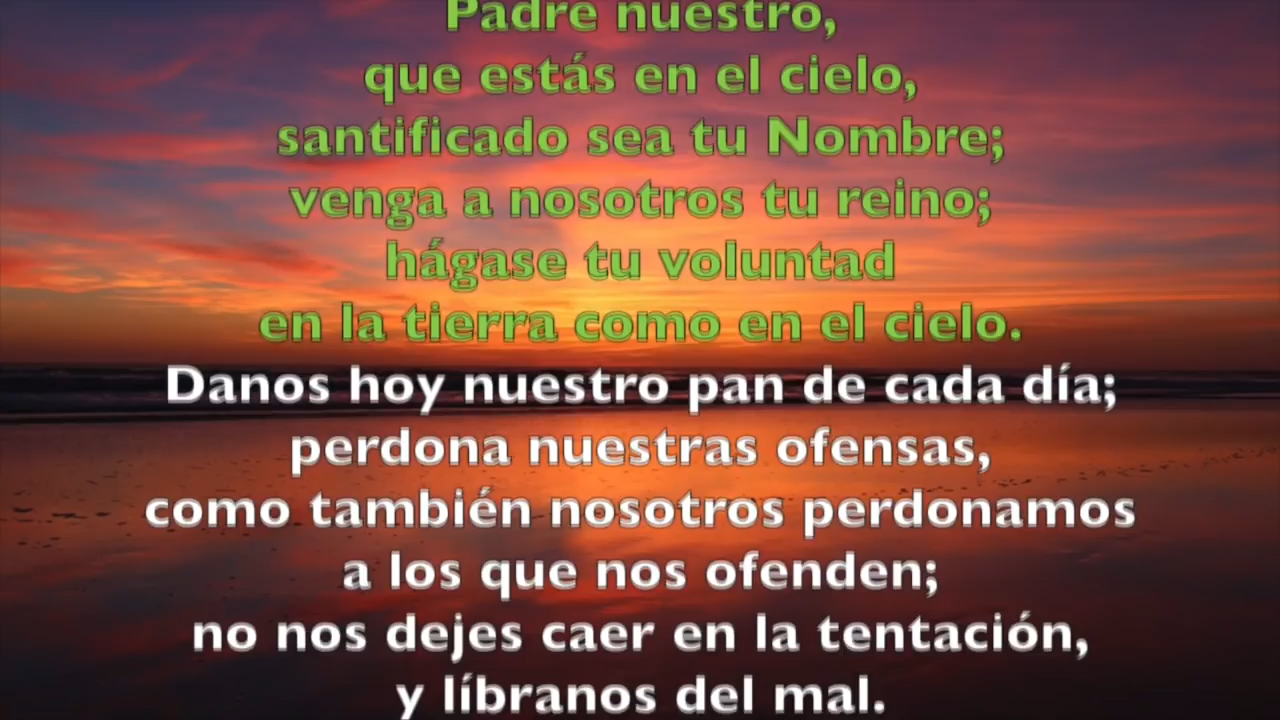 Padre nuestro,
que estás en el cielo,
santificado sea tu Nombre;
venga a nosotros tu reino;
hágase tu voluntad
en la tierra como en el cielo.
Danos hoy nuestro pan de cada día;
perdona nuestras ofensas,
como también nosotros perdonamos
a los que nos ofenden;
no nos dejes caer en la tentación,
y líbranos del mal.